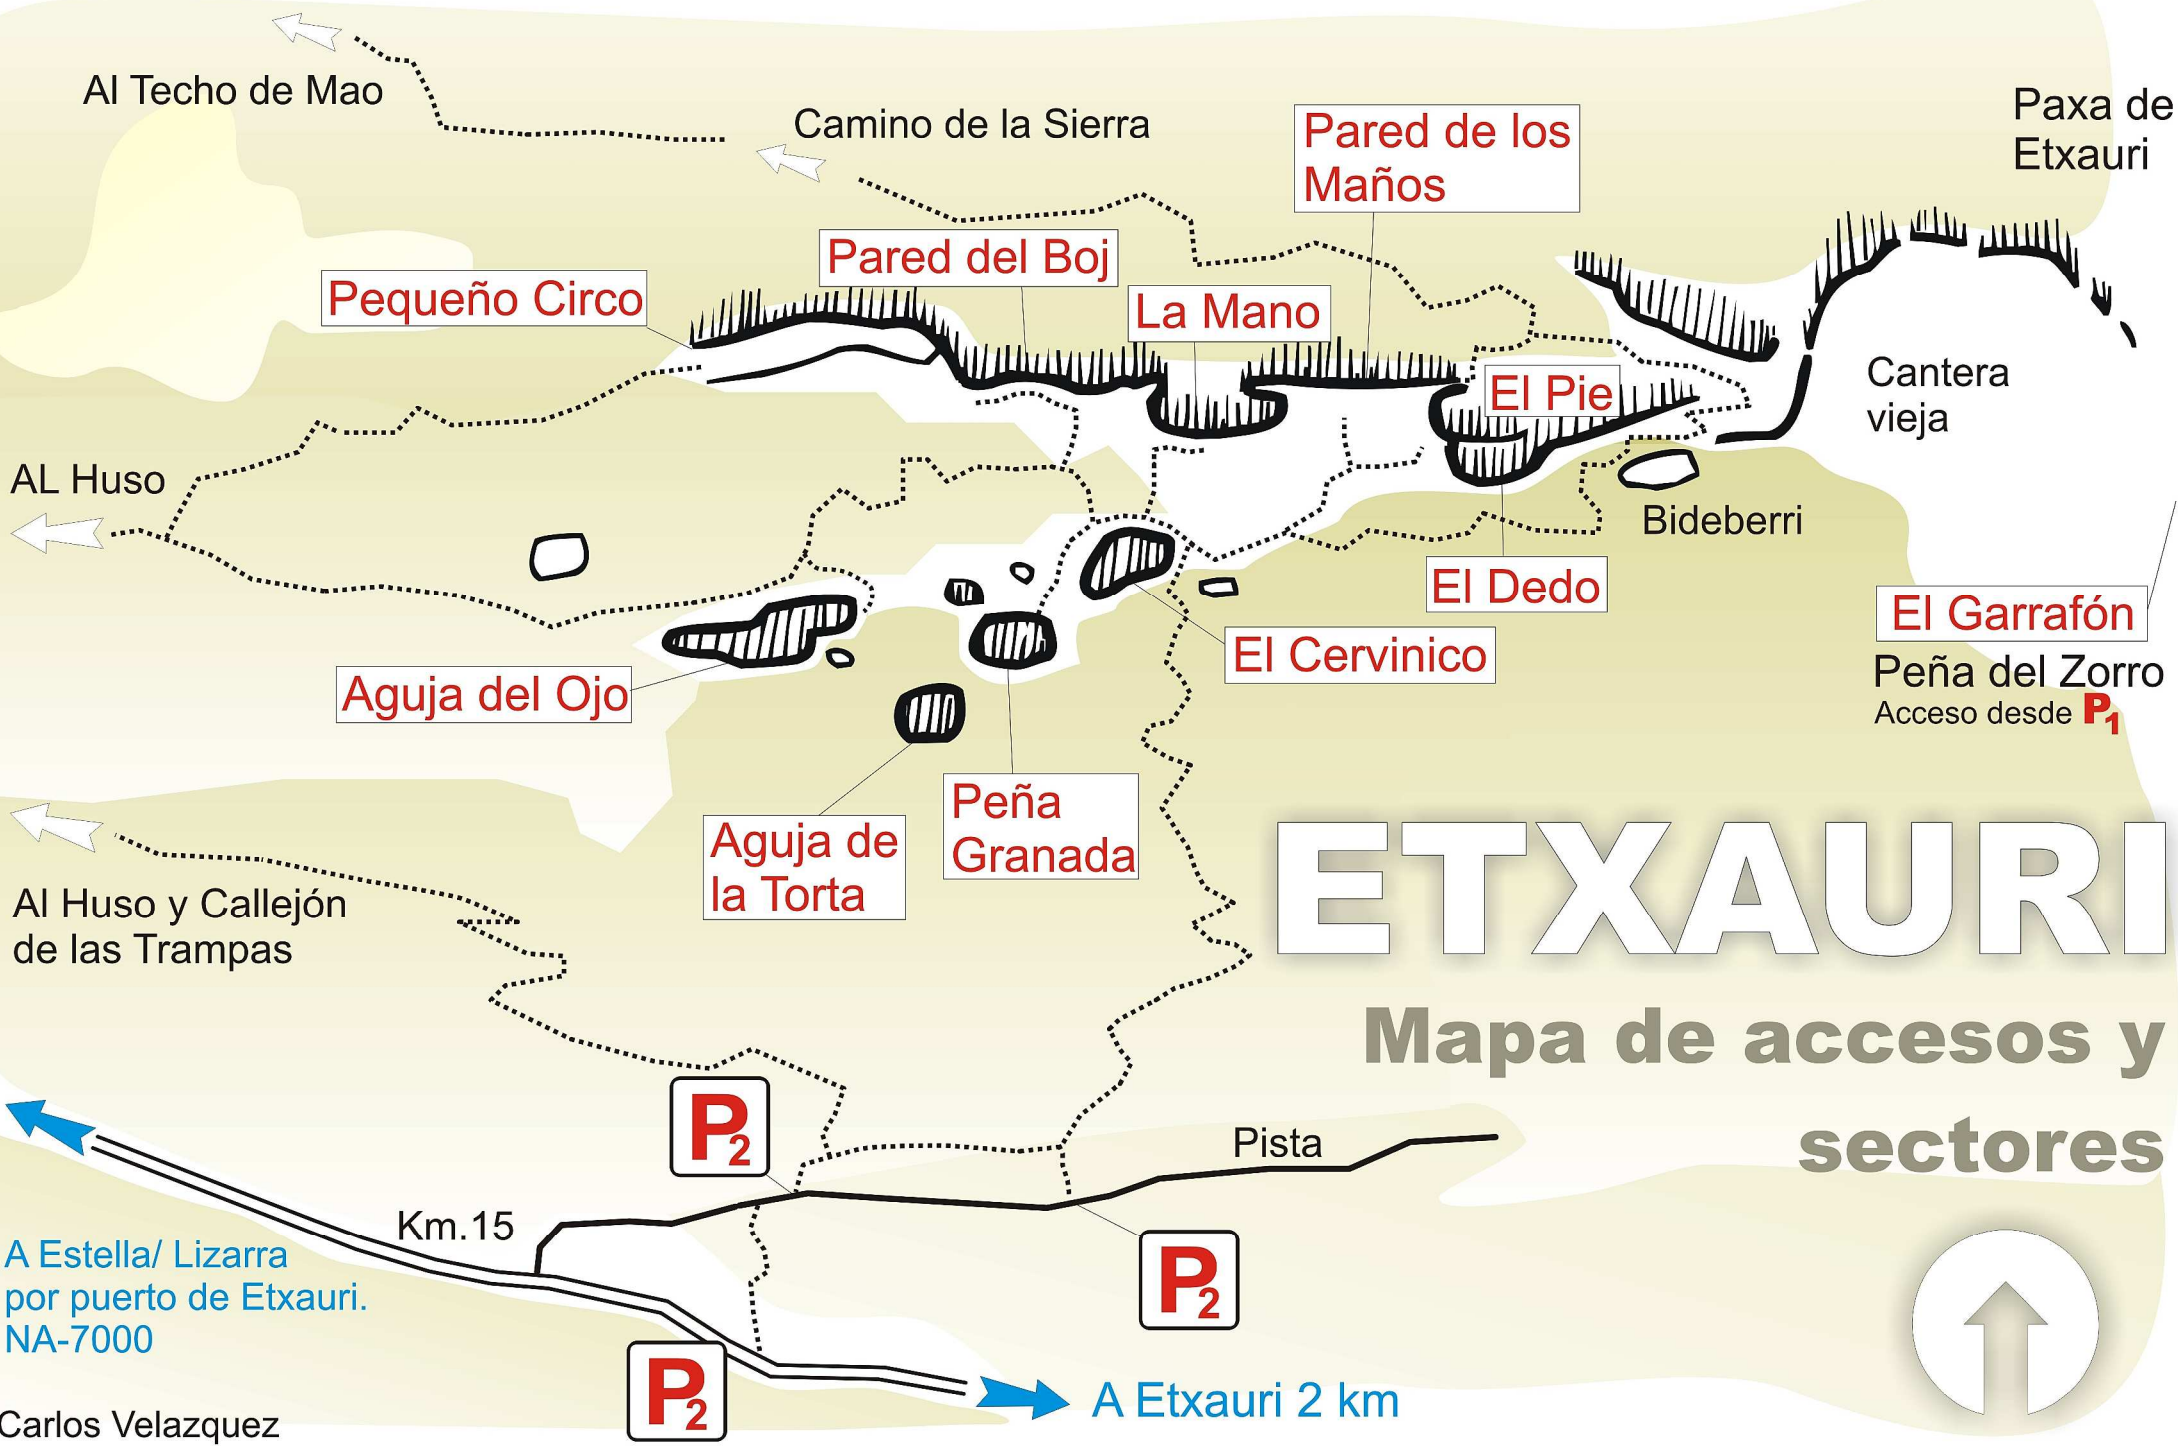 Al Techo de Mao
Camino de la Sierra
Pared de los
Maños
Paxa de
Etxauri
Pared del Boj
Pequeño Circo
La Mano
El Pie
Cantera
vieja
AL Huso
Bideberri
El Dedo
El Garrafón
El Cervinico
Peña del Zorro
Acceso desde P1
Aguja del Ojo
Peña
Granada
Aguja de
la Torta
ETXAURI
Al Huso y Callejón
de las Trampas
Mapa de accesos y
sectores
P2
Pista
Km.15
A Estella/ Lizarra
por puerto de Etxauri.
NA-7000
P2
P2
A Etxauri 2 km
Carlos Velazquez